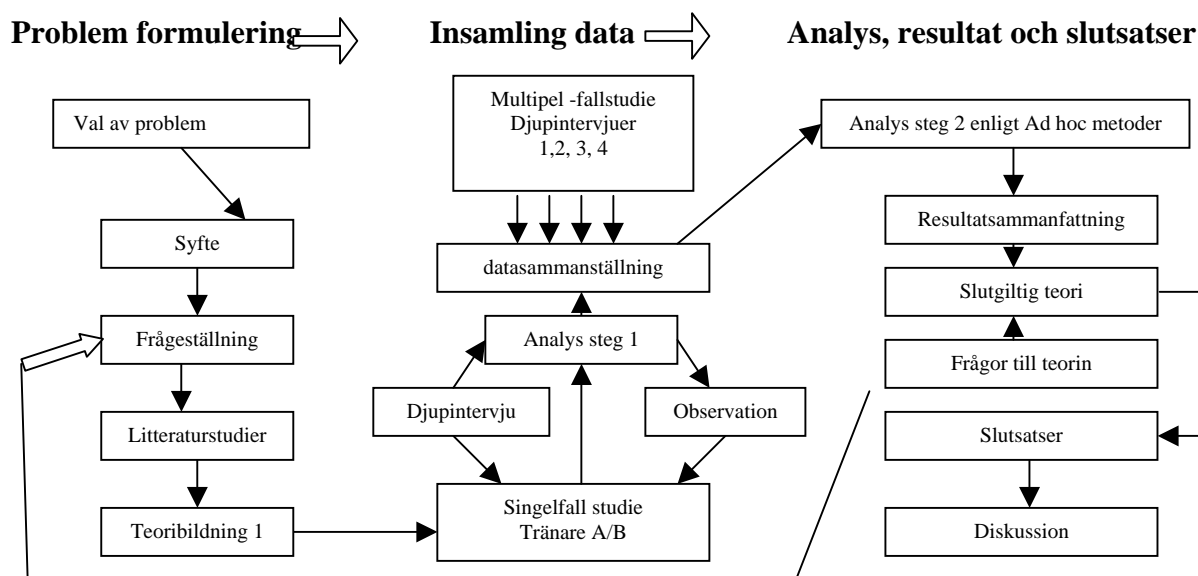 Problem formulering
Insamling data
Analys, resultat och slutsatser
Val av problem
Syfte
Frågeställning
Litteraturstudier
Teoribildning 1
Multipel -fallstudie
Djupintervjuer
1,2, 3, 4
datasammanställning
Analys steg 1
Djupintervju
Observation
Singelfall studie
Tränare A/B
Analys steg 2 enligt Ad hoc metoder
Resultatsammanfattning
Slutgiltig teori
Frågor till teorin
Slutsatser
Diskussion